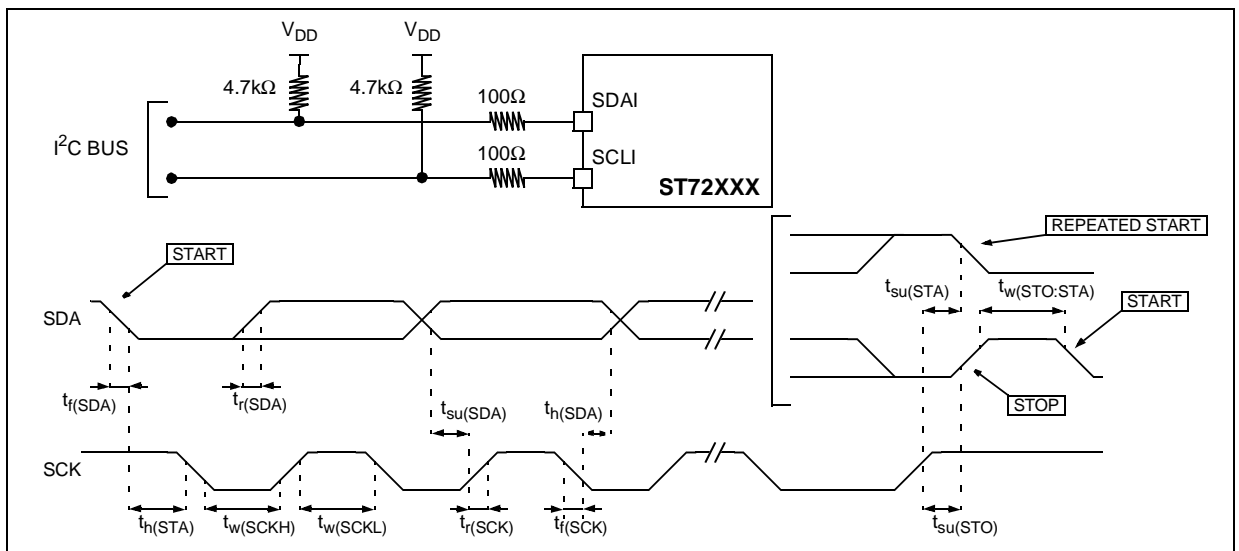 VDD
VDD
4.7kΩ
4.7kΩ
100Ω
SDAI
I²C BUS
100Ω
SCLI
ST72XXX
REPEATED START
START
tsu(STA)
tw(STO:STA)
START
SDA
tf(SDA)
tr(SDA)
tsu(SDA)
th(SDA)
STOP
SCK
th(STA)
tw(SCKH)
tw(SCKL)
tr(SCK)
tf(SCK)
tsu(STO)